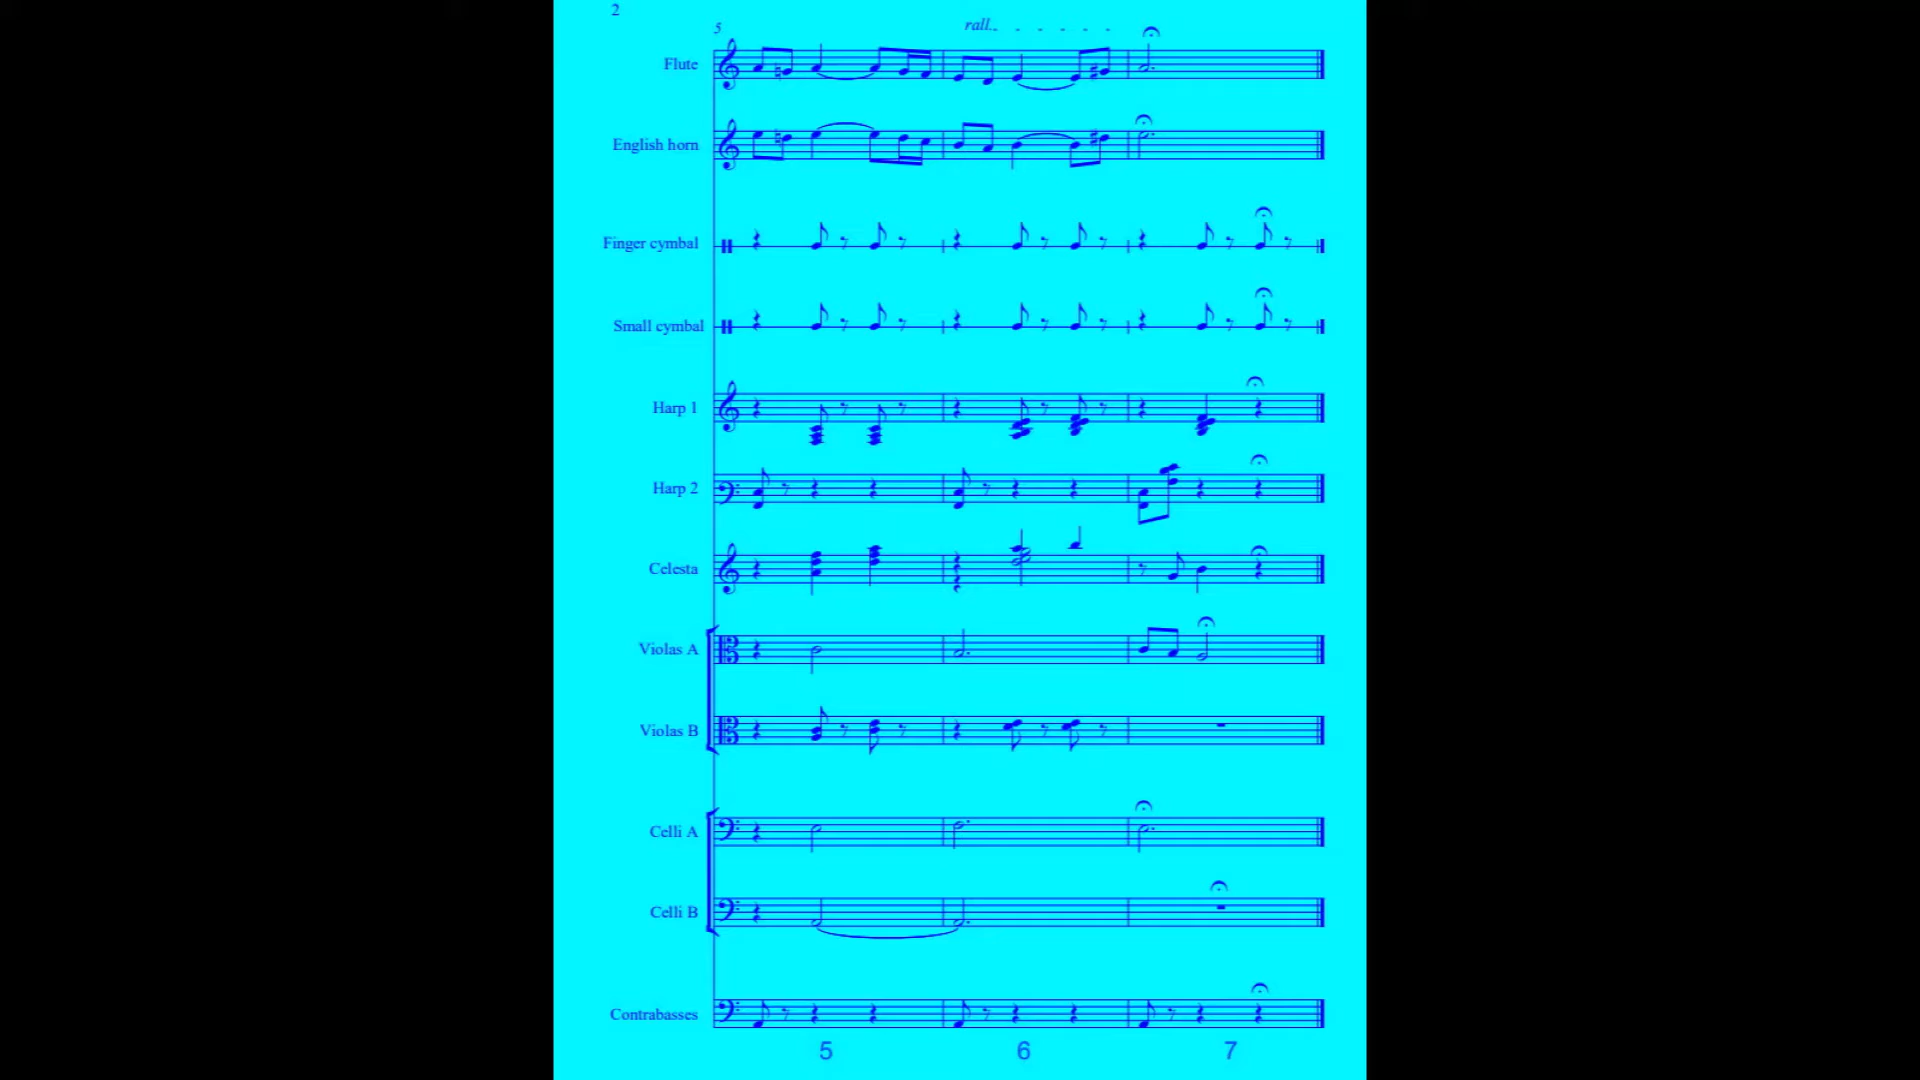 2
5
rall.
Flute
English horn
Finger cymbal
Small cymbal
Harp 1
Harp 2
Celesta
Violas A
Violas B
Celli A
Celli B
Contrabasses
5 6 7